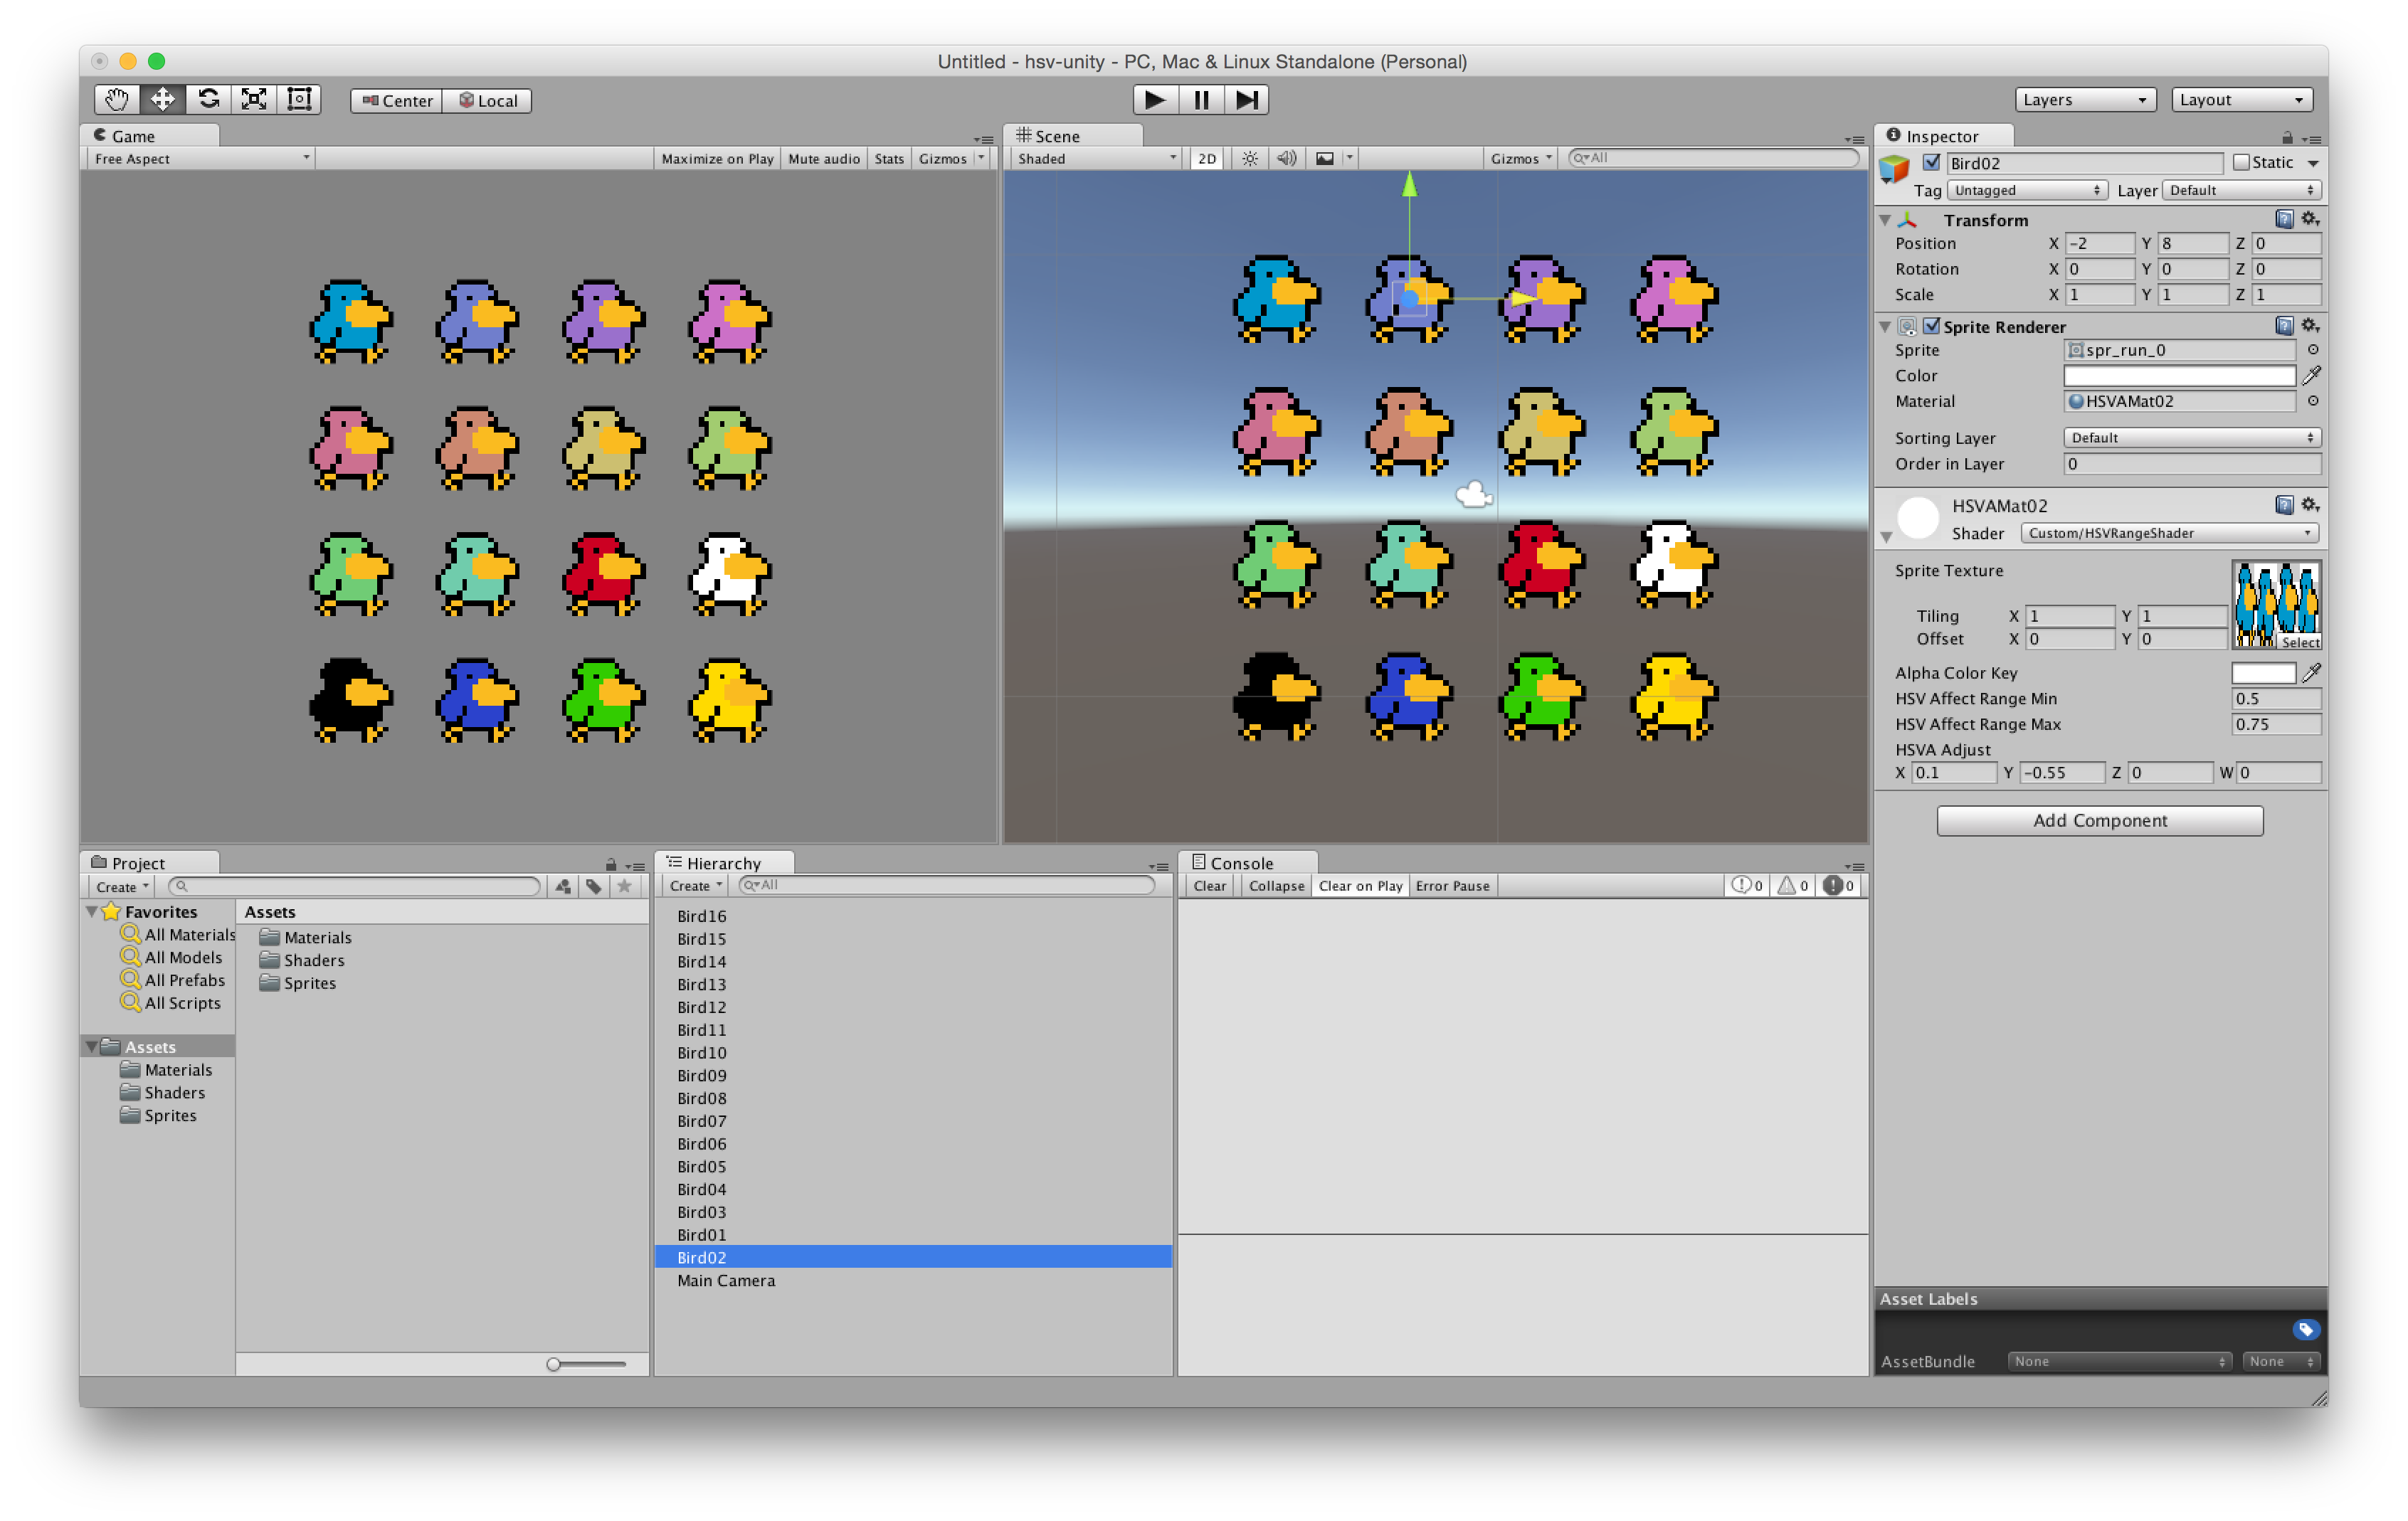 Untitled - hsv-unity - PC, Mac & Linux Standalone (Personal)
Center Local Layers Layout
Game
Free Aspect Maximize on Play Mute audio Stats Gizmos
Scene
Shaded 2D Gizmos All
Inspector
Bird02 Static
Tag Untagged Layer Default
Transform
Position X -2 Y 8 Z 0
Rotation X 0 Y 0 Z 0
Scale X 1 Y 1 Z 1
Sprite Renderer
Sprite spr_run_0
Color
Material HSVAMat02
Sorting Layer Default
Order in Layer 0
HSVAMat02
Shader Custom/HSVRangeShader
Sprite Texture
Tiling X 1 Y 1
Offset X 0 Y 0
Select
Alpha Color Key
HSV Affect Range Min 0.5
HSV Affect Range Max 0.75
HSVA Adjust
X 0.1 Y -0.55 Z 0 W 0
Add Component
Asset Labels
AssetBundle None None
Project
Create
Favorites
All Materials
All Models
All Prefabs
All Scripts
Assets
Materials
Shaders
Sprites
Assets
Materials
Shaders
Sprites
Hierarchy
Create All
Bird16
Bird15
Bird14
Bird13
Bird12
Bird11
Bird10
Bird09
Bird08
Bird07
Bird06
Bird05
Bird04
Bird03
Bird01
Bird02
Main Camera
Console
Clear Collapse Clear on Play Error Pause 0 0 0